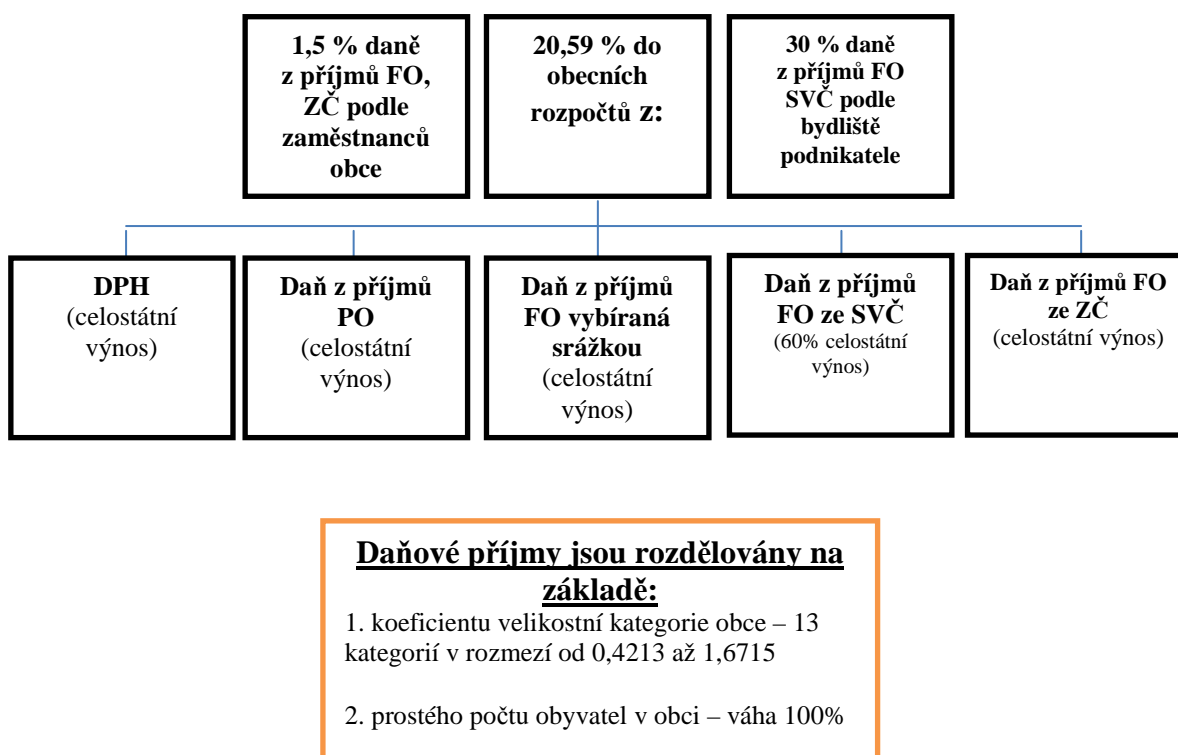 1,5 % daně
z příjmů FO,
ZČ podle
zaměstnanců
obce
20,59 % do
obecních
rozpočtů z:
30 % daně
z příjmů FO
SVČ podle
bydliště
podnikatele
DPH
(celostátní
výnos)
Daň z příjmů
PO
(celostátní
výnos)
Daň z příjmů
FO vybíraná
srážkou
(celostátní
výnos)
Daň z příjmů
FO ze SVČ
(60% celostátní
výnos)
Daň z příjmů FO
ze ZČ
(celostátní výnos)
Daňové příjmy jsou rozdělovány na
základě:
1. koeficientu velikostní kategorie obce – 13
kategorií v rozmezí od 0,4213 až 1,6715
2. prostého počtu obyvatel v obci – váha 100%